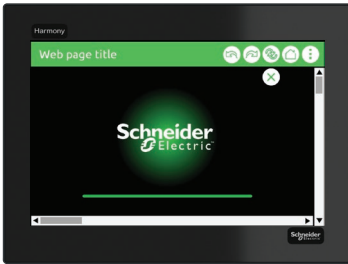 Harmony
Web page title
Schneider
Electric
Schneider
Electric